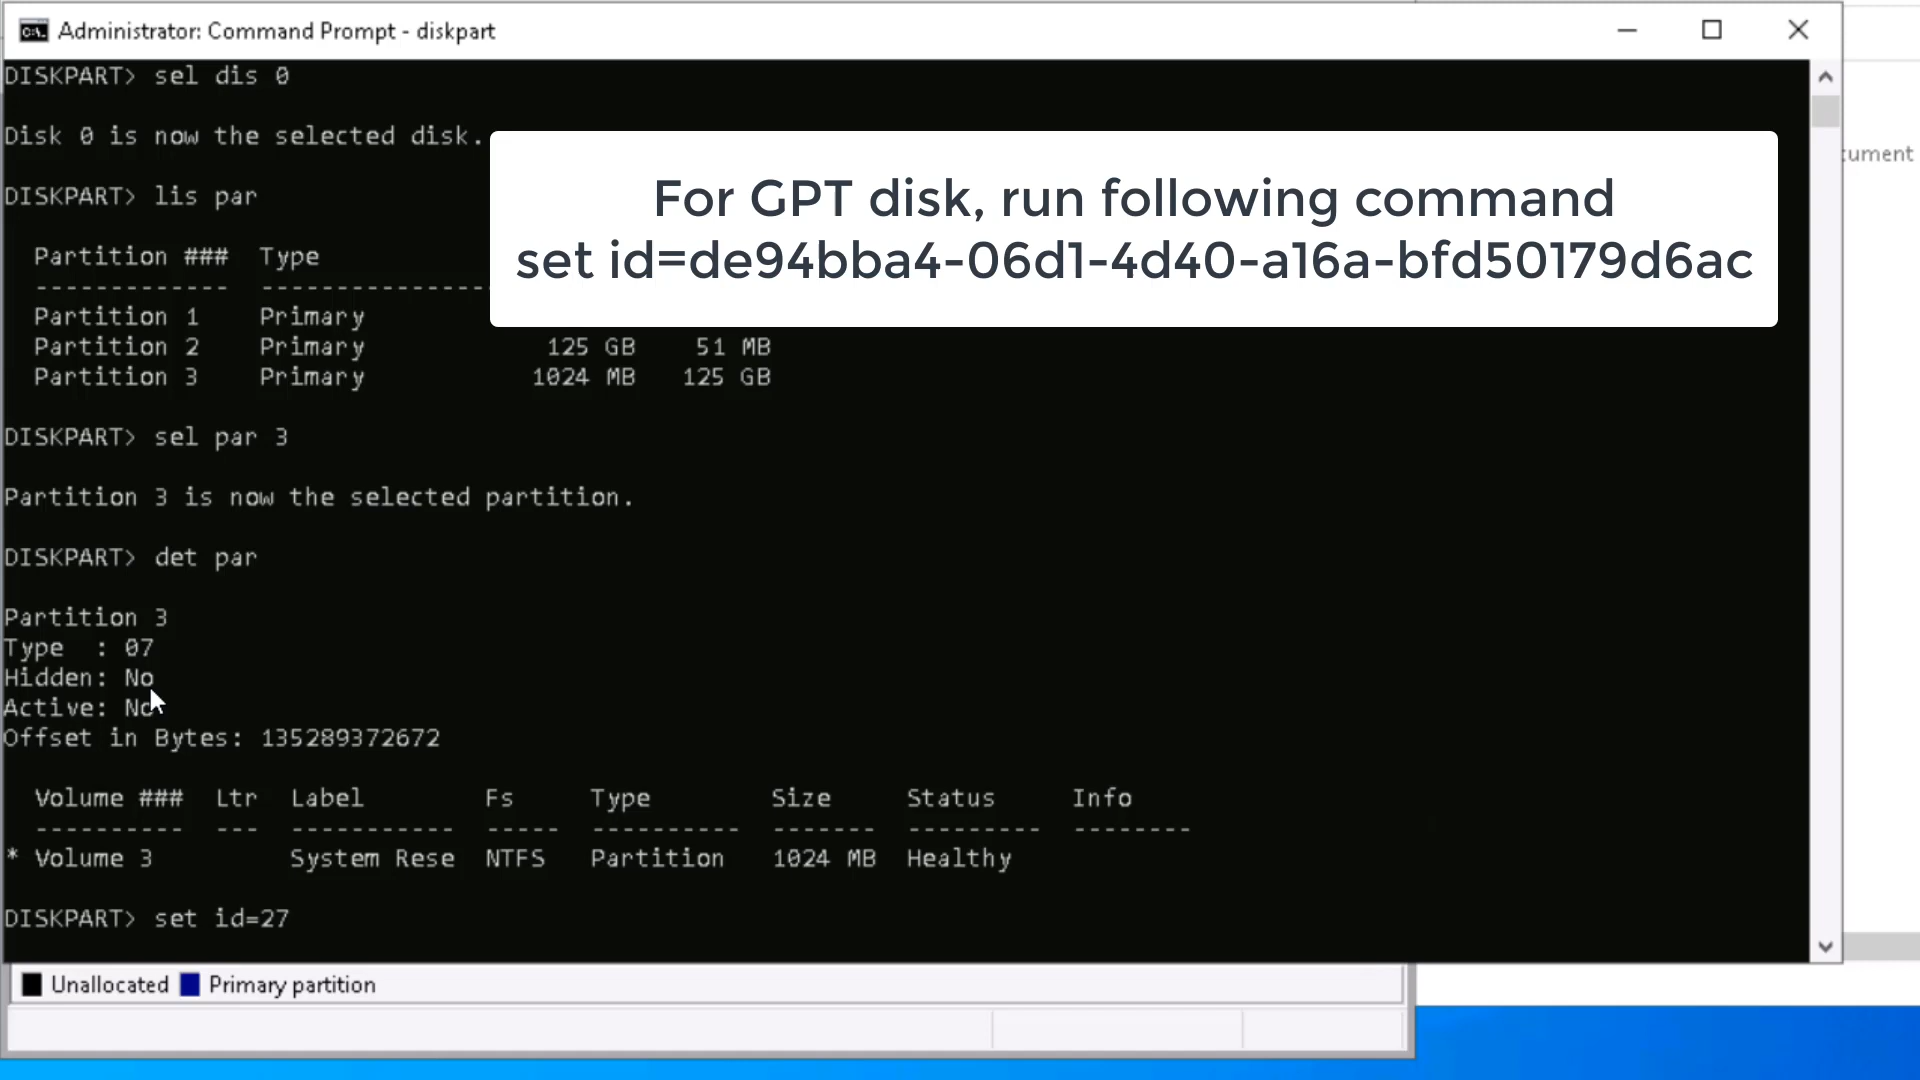 Administrator: Command Prompt - diskpart
DISKPART> sel dis 0
Disk 0 is now the selected disk.
cument
DISKPART> lis par
For GPT disk, run following command
set id=de94bba4-06d1-4d40-a16a-bfd50179d6ac
Partition ### Type
------------- ---------------
Partition 1 Primary
Partition 2 Primary 125 GB 51 MB
Partition 3 Primary 1024 MB 125 GB
DISKPART> sel par 3
Partition 3 is now the selected partition.
DISKPART> det par
Partition 3
Type : 07
Hidden: No
Active: No
Offset in Bytes: 135289372672
Volume ### Ltr Label Fs Type Size Status Info
---------- --- ----------- ----- ---------- ------- --------- --------
* Volume 3 System Rese NTFS Partition 1024 MB Healthy
DISKPART> set id=27
Unallocated Primary partition